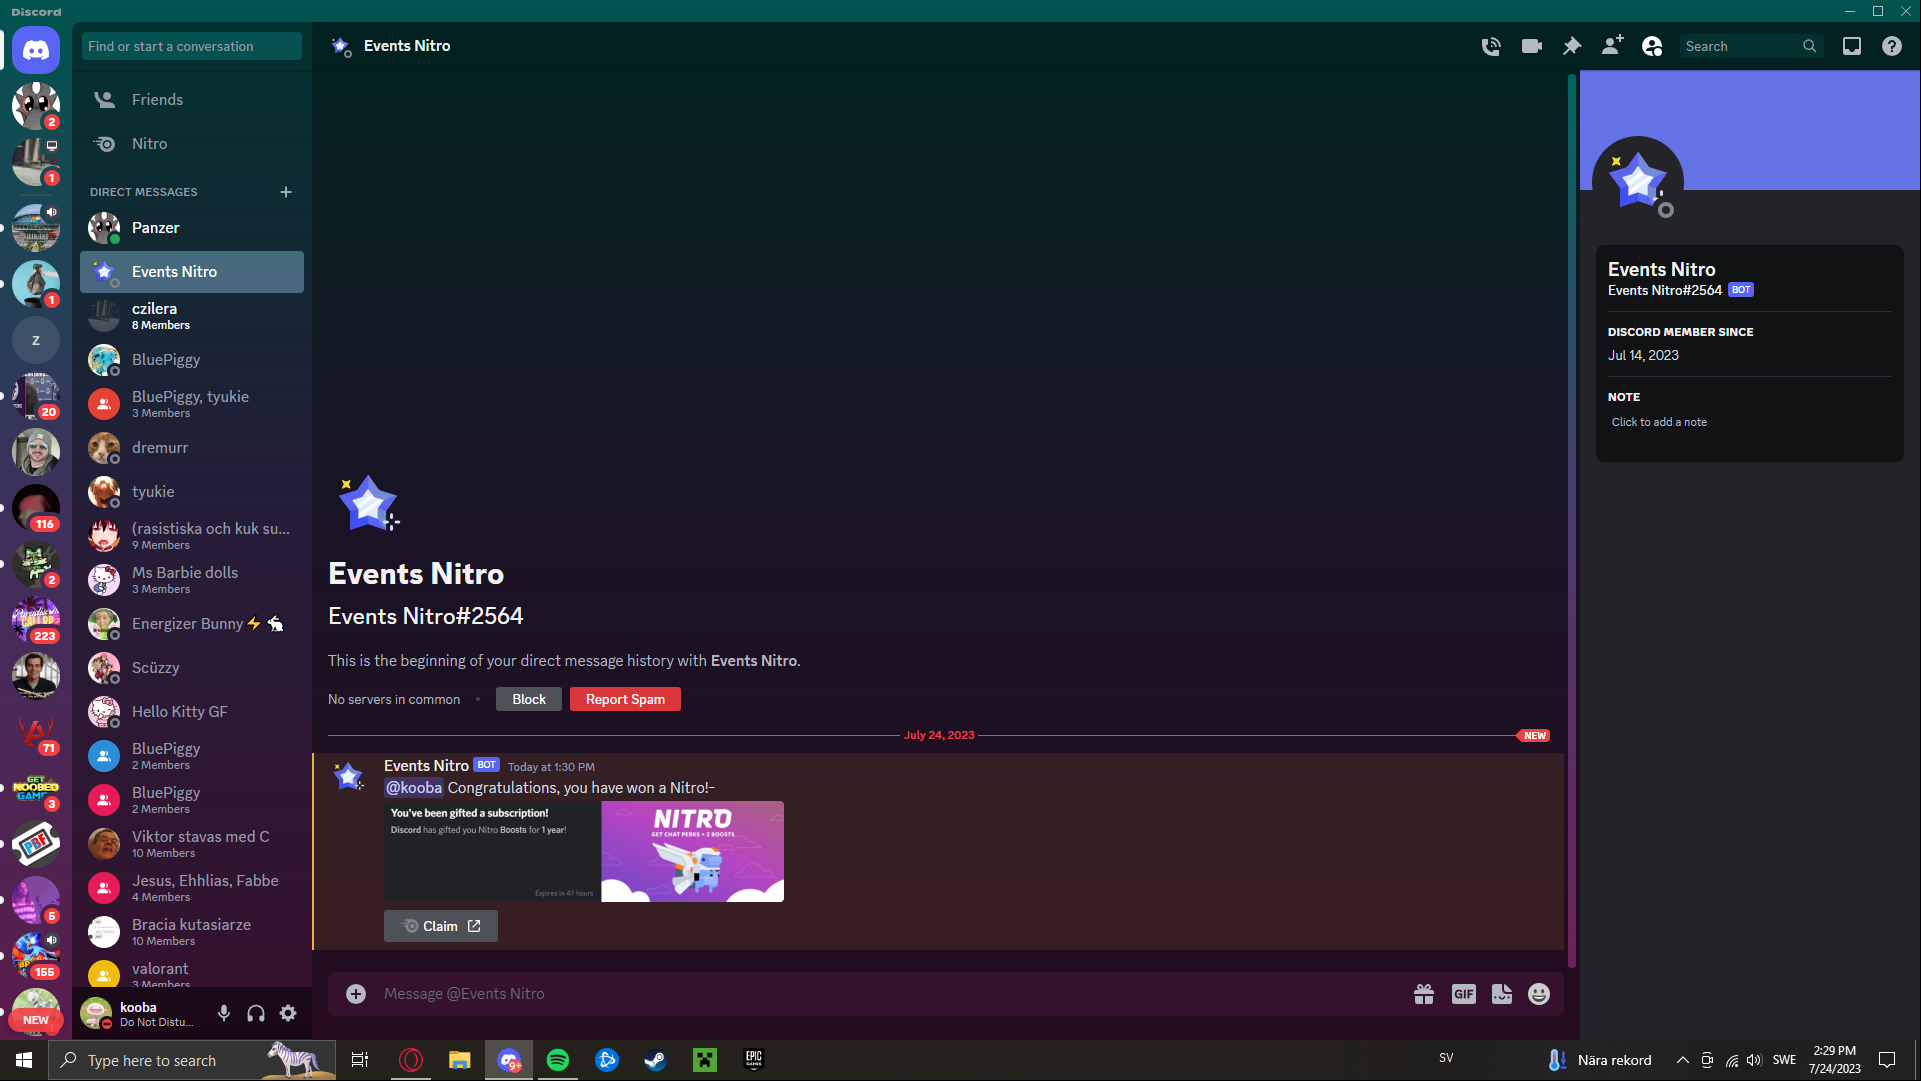 Discord
Find or start a conversation
Friends
Nitro
DIRECT MESSAGES
Panzer
Events Nitro
czilera
8 Members
BluePiggy
BluePiggy, tyukie
3 Members
dremurr
tyukie
(rasistiska och kuk su...
9 Members
Ms Barbie dolls
3 Members
Energizer Bunny⚡🐇
Scüzzy
Hello Kitty GF
BluePiggy
2 Members
BluePiggy
2 Members
Viktor stavas med C
10 Members
Jesus, Ehhlias, Fabbe
4 Members
Bracia kutasiarze
10 Members
valorant
3 Members
kooba
Do Not Distu...
2
1
1
Z
20
116
2
223
71
GET
NOOBED
GAME
3
PBF
5
155
NEW
Events Nitro
Search
Events Nitro
Events Nitro#2564
This is the beginning of your direct message history with Events Nitro.
No servers in common
Block
Report Spam
July 24, 2023
NEW
Events Nitro BOT Today at 1:30 PM
@kooba Congratulations, you have won a Nitro!-
You've been gifted a subscription!
Discord has gifted you Nitro Boosts for 1 year!
Expires in 47 hours
NITRO
GET CHAT PERKS + 2 BOOSTS
Claim
Message @Events Nitro
GIF
Events Nitro
Events Nitro#2564 BOT
DISCORD MEMBER SINCE
Jul 14, 2023
NOTE
Click to add a note
Type here to search
9+
EPIC
GAMES
SV
Nära rekord
SWE
2:29 PM
7/24/2023